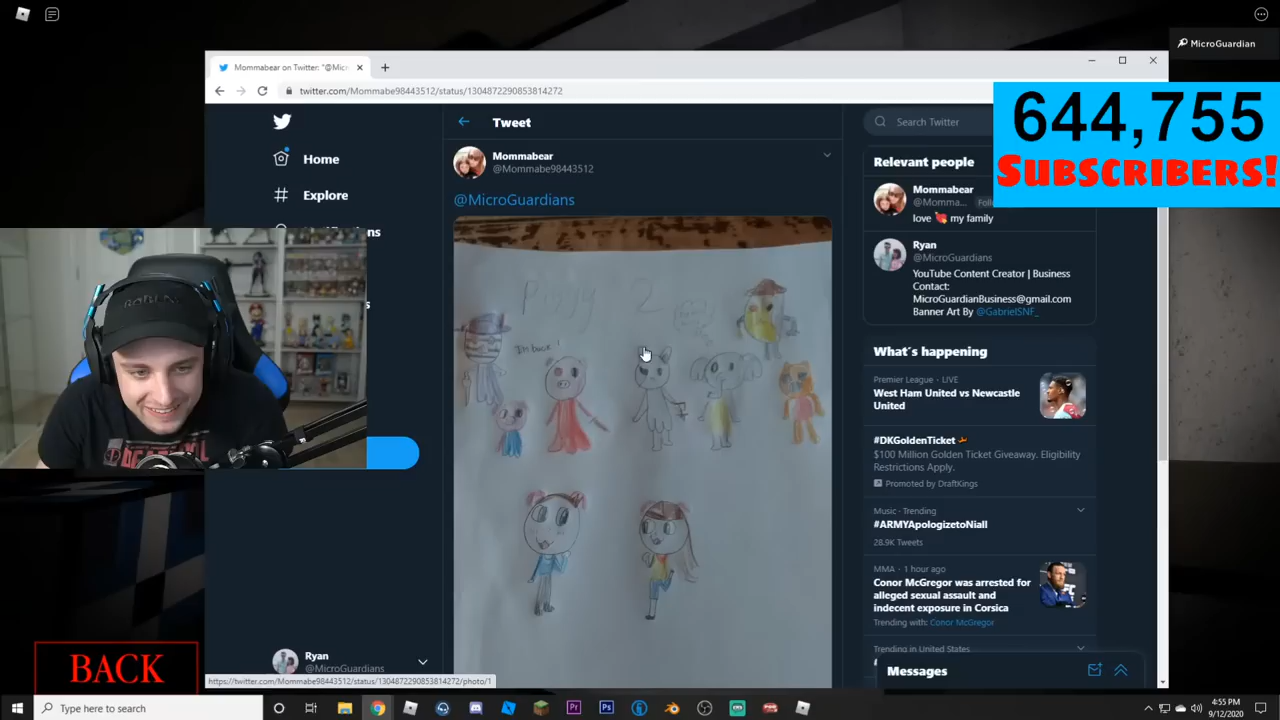 MicroGuardian
Mommabear on Twitter: "@Micr
twitter.com/Mommabe98443512/status/1304872290853814272
644,755
SUBSCRIBERS!
Home
Explore
Tweet
Mommabear
@Mommabe98443512
@MicroGuardians
Piggy 2
I'm back!
Search Twitter
Relevant people
Mommabear
@Momma...
love my family
Ryan
@MicroGuardians
YouTube Content Creator | Business
Contact:
MicroGuardianBusiness@gmail.com
Banner Art By @GabrielSNF_
What's happening
Premier League · LIVE
West Ham United vs Newcastle
United
#DKGoldenTicket
$100 Million Golden Ticket Giveaway. Eligibility
Restrictions Apply.
Promoted by DraftKings
Music · Trending
#ARMYApologizetoNiall
28.9K Tweets
MMA · 1 hour ago
Conor McGregor was arrested for
alleged sexual assault and
indecent exposure in Corsica
Trending with: Conor McGregor
Trending in United States
Messages
ROBLOX
BACK
Ryan
@MicroGuardians
https://twitter.com/Mommabe98443512/status/1304872290853814272/photo/1
Type here to search
4:55 PM
9/12/2020